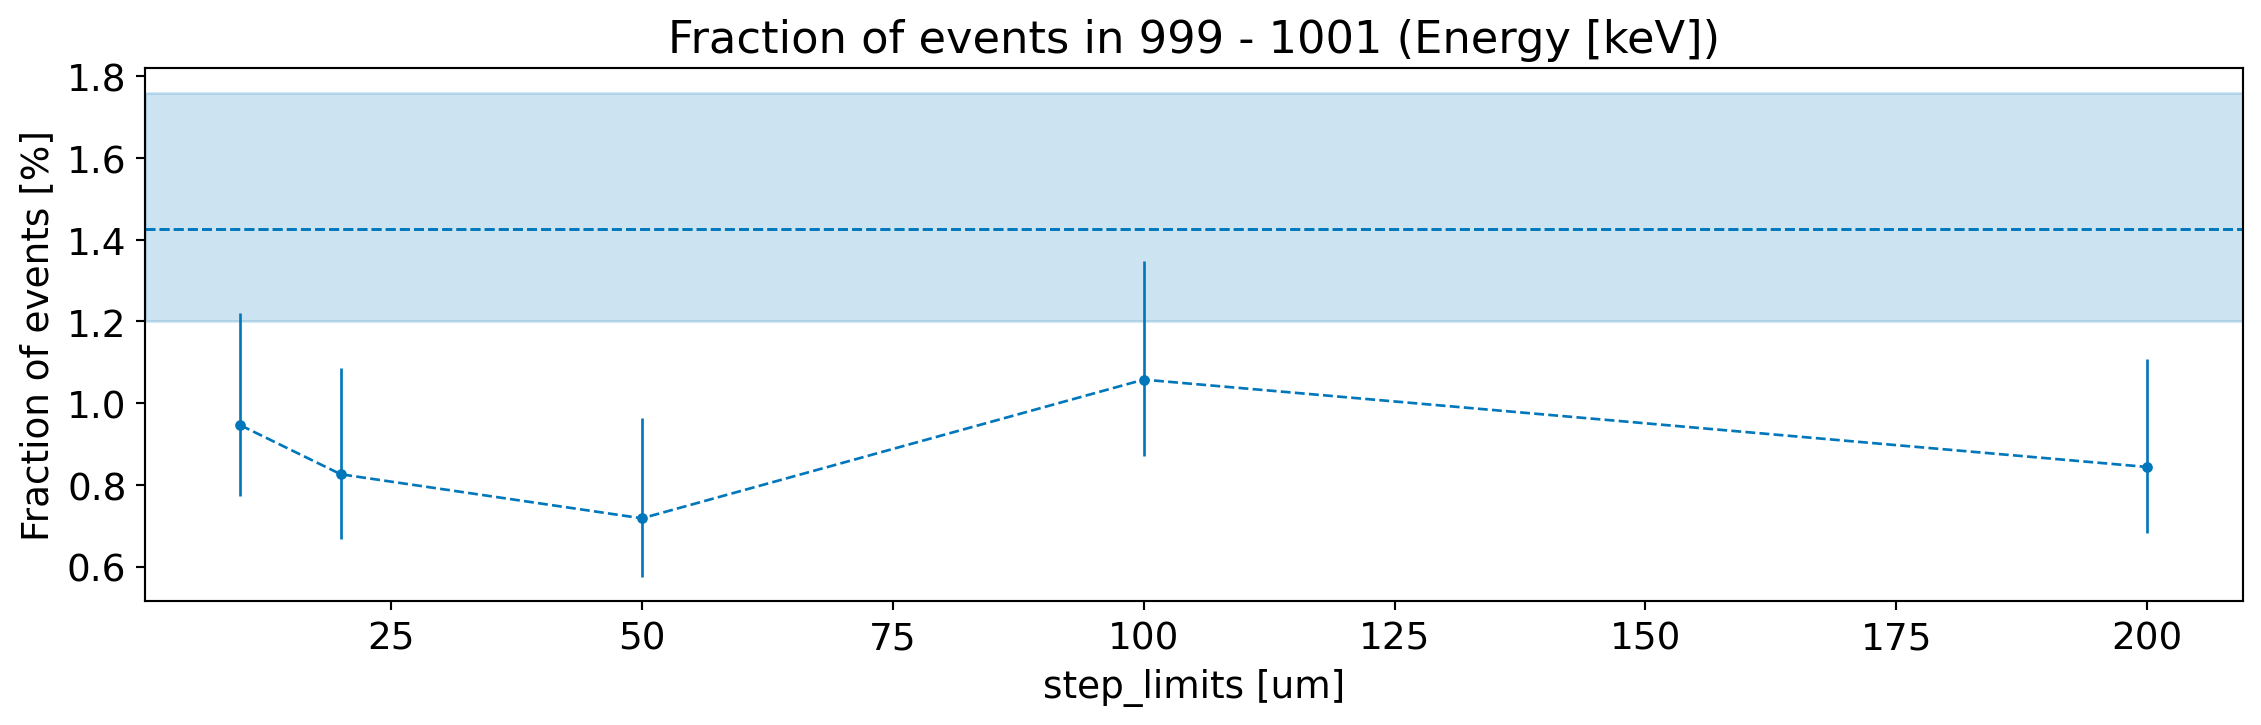 Fraction of events in 999 - 1001 (Energy [keV])
Fraction of events [%]
1.8
1.6
1.4
1.2
1.0
0.8
0.6
25 50 75 100 125 150 175 200
step_limits [um]